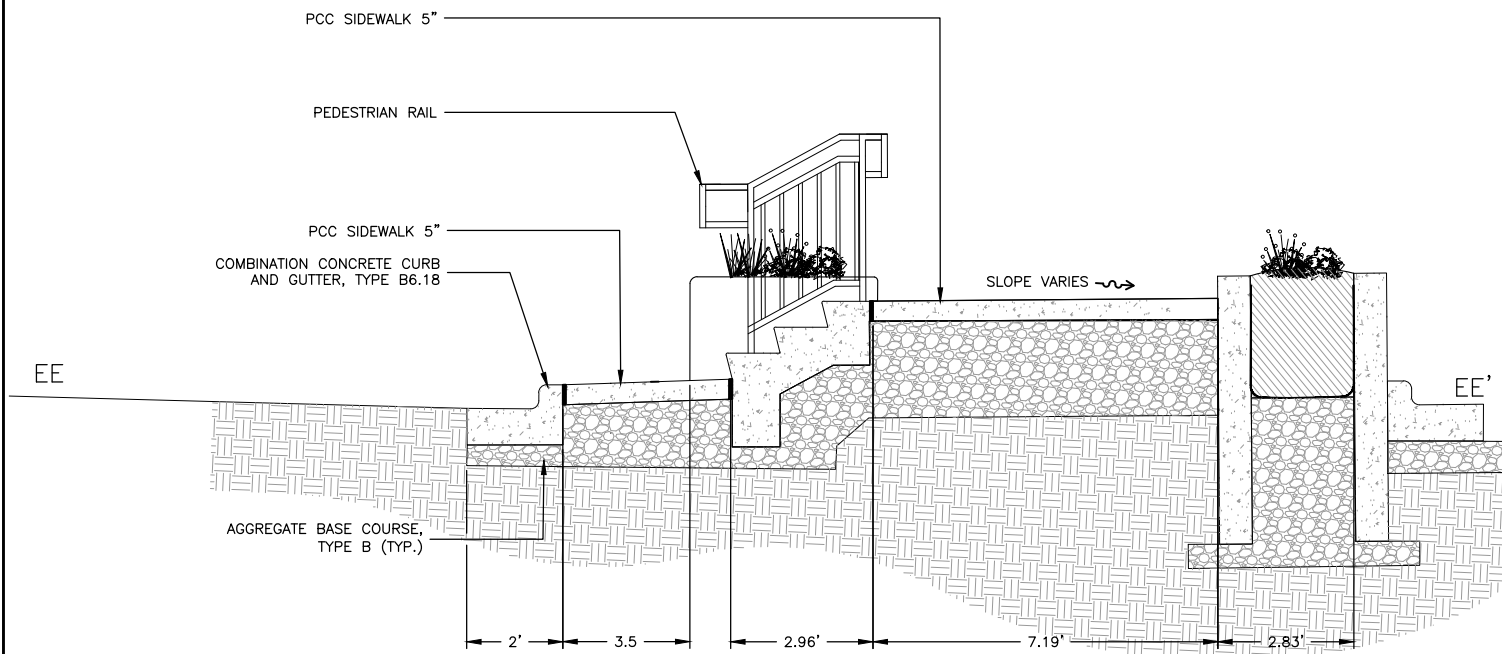 PCC SIDEWALK 5"
PEDESTRIAN RAIL
PCC SIDEWALK 5"
COMBINATION CONCRETE CURB
AND GUTTER, TYPE B6.18
SLOPE VARIES
EE
EE'
AGGREGATE BASE COURSE,
TYPE B (TYP.)
2'
3.5
2.96'
7.19'
2.83'